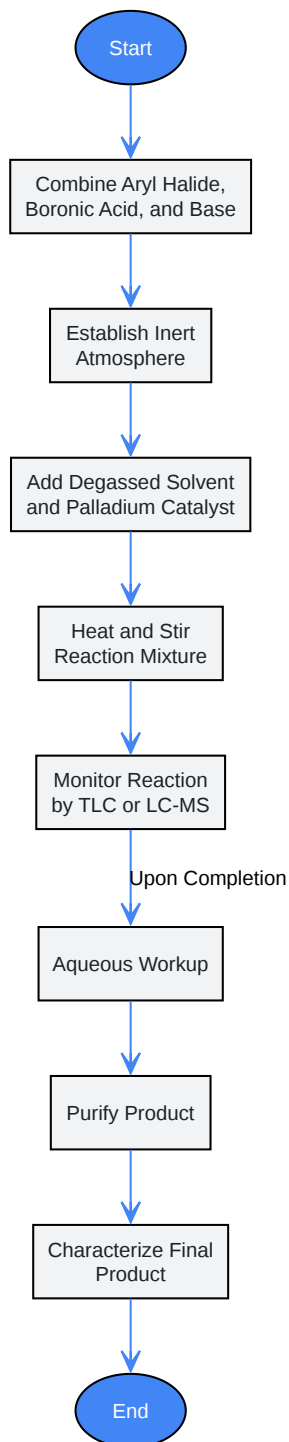 Start
Combine Aryl Halide,
Boronic Acid, and Base
Establish Inert
Atmosphere
Add Degassed Solvent
and Palladium Catalyst
Heat and Stir
Reaction Mixture
Monitor Reaction
by TLC or LC-MS
Upon Completion
Aqueous Workup
Purify Product
Characterize Final
Product
End